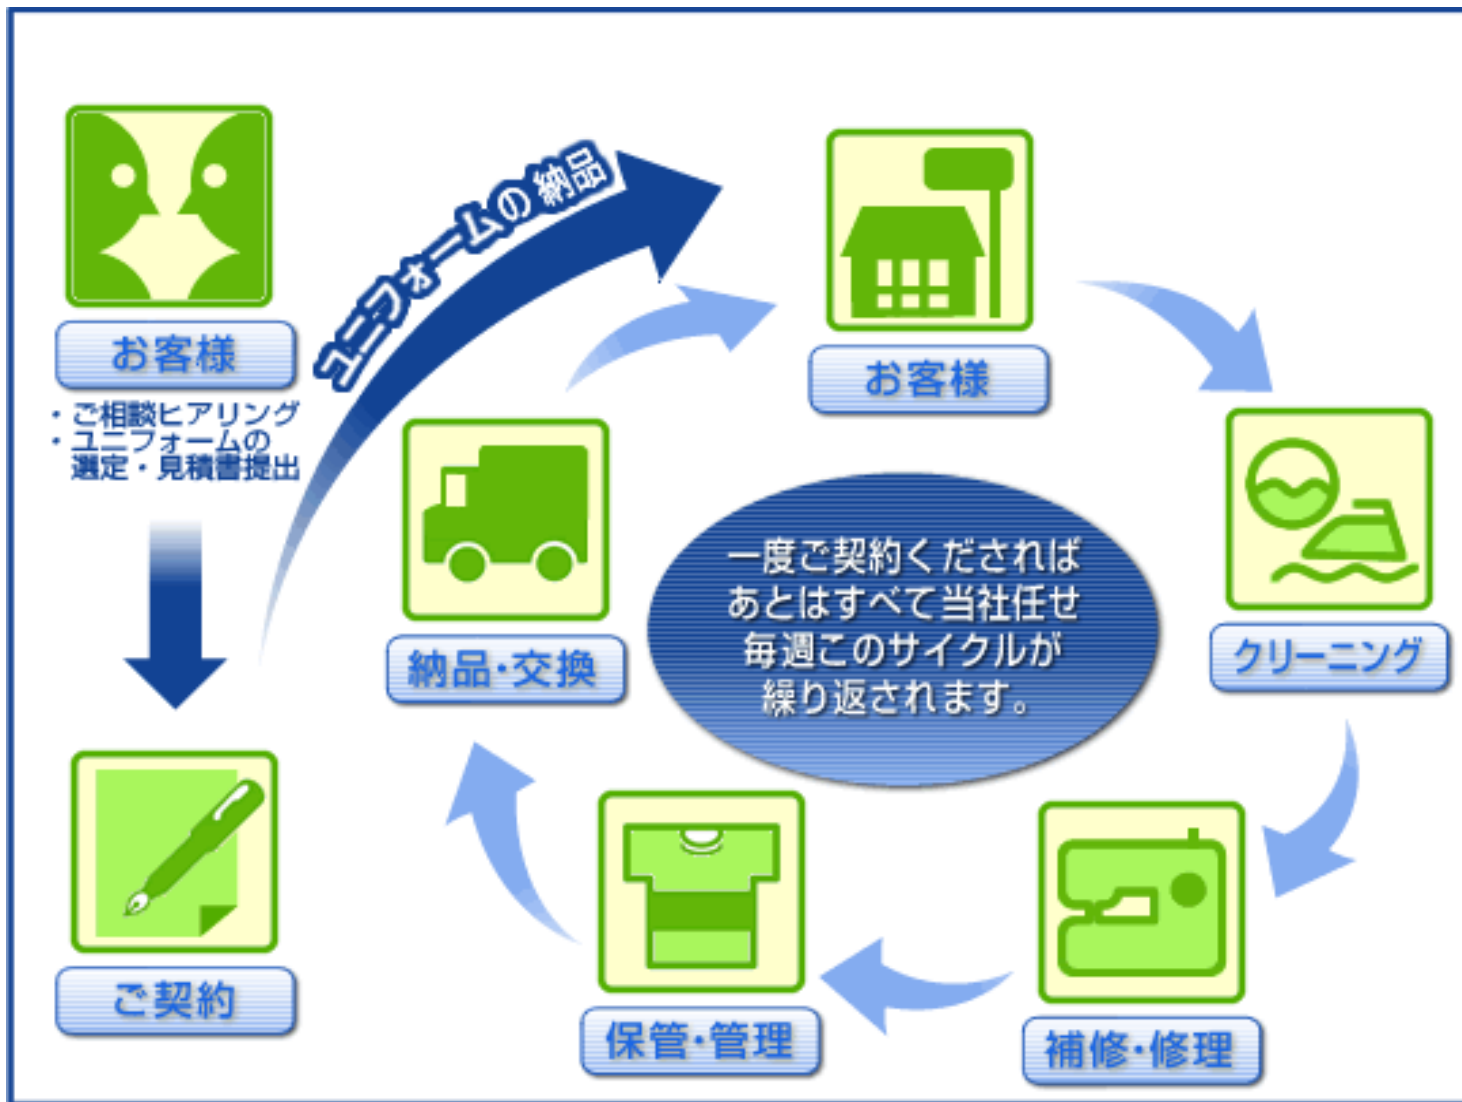 お客様
・ご相談ヒアリング
・ユニフォームの
選定・見積書提出
ご契約
ユニフォームの納品
お客様
クリーニング
補修・修理
保管・管理
納品・交換
一度ご契約くだされば
あとはすべて当社任せ
毎週このサイクルが
繰り返されます。